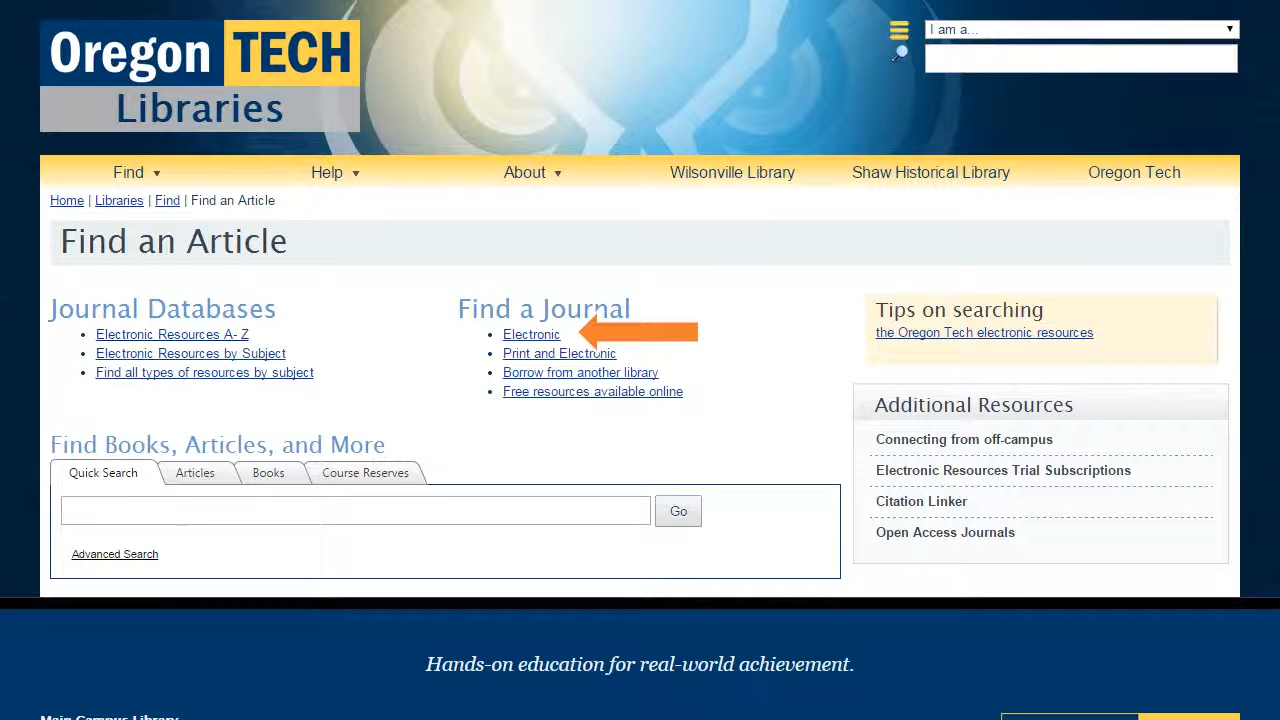 Oregon TECH
Libraries
I am a...
Find
Help
About
Wilsonville Library
Shaw Historical Library
Oregon Tech
Home | Libraries | Find | Find an Article
Find an Article
Journal Databases
Electronic Resources A- Z
Electronic Resources by Subject
Find all types of resources by subject
Find a Journal
Electronic
Print and Electronic
Borrow from another library
Free resources available online
Tips on searching
the Oregon Tech electronic resources
Additional Resources
Connecting from off-campus
Electronic Resources Trial Subscriptions
Citation Linker
Open Access Journals
Find Books, Articles, and More
Quick Search
Articles
Books
Course Reserves
Go
Advanced Search
Hands-on education for real-world achievement.
Main Campus Library